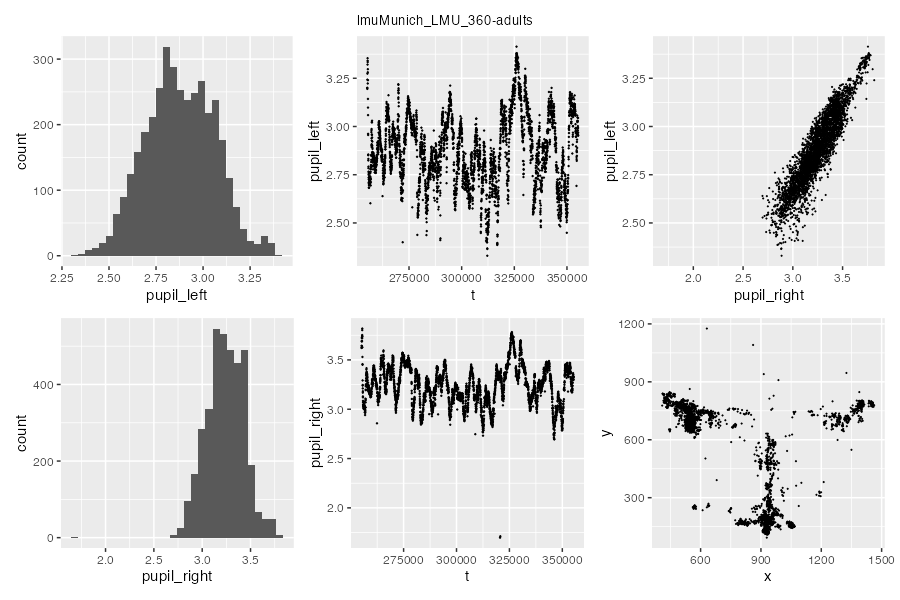 lmuMunich_LMU_360-adults
count
300
200
100
0
2.25 2.50 2.75 3.00 3.25
pupil_left
pupil_left
3.25
3.00
2.75
2.50
275000 300000 325000 350000
t
pupil_left
3.25
3.00
2.75
2.50
2.0 2.5 3.0 3.5
pupil_right
count
400
200
0
2.0 2.5 3.0 3.5
pupil_right
pupil_right
3.5
3.0
2.5
2.0
275000 300000 325000 350000
t
y
1200
900
600
300
600 900 1200 1500
x